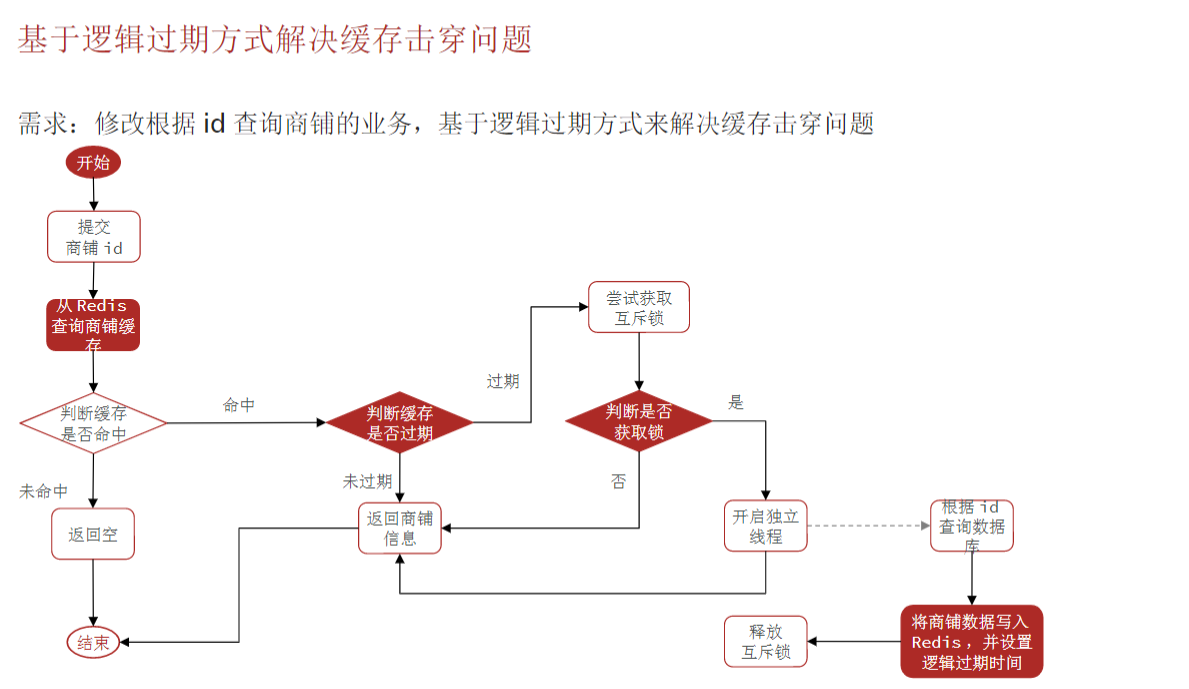 基于逻辑过期方式解决缓存击穿问题
需求：修改根据 id 查询商铺的业务，基于逻辑过期方式来解决缓存击穿问题
开始
提交
商铺 id
从 Redis
查询商铺缓
存
判断缓存
是否命中
命中
未命中
返回空
结束
判断缓存
是否过期
过期
未过期
返回商铺
信息
尝试获取
互斥锁
判断是否
获取锁
是
否
开启独立
线程
根据 id
查询数据
库
将商铺数据写入
Redis ，并设置
逻辑过期时间
释放
互斥锁